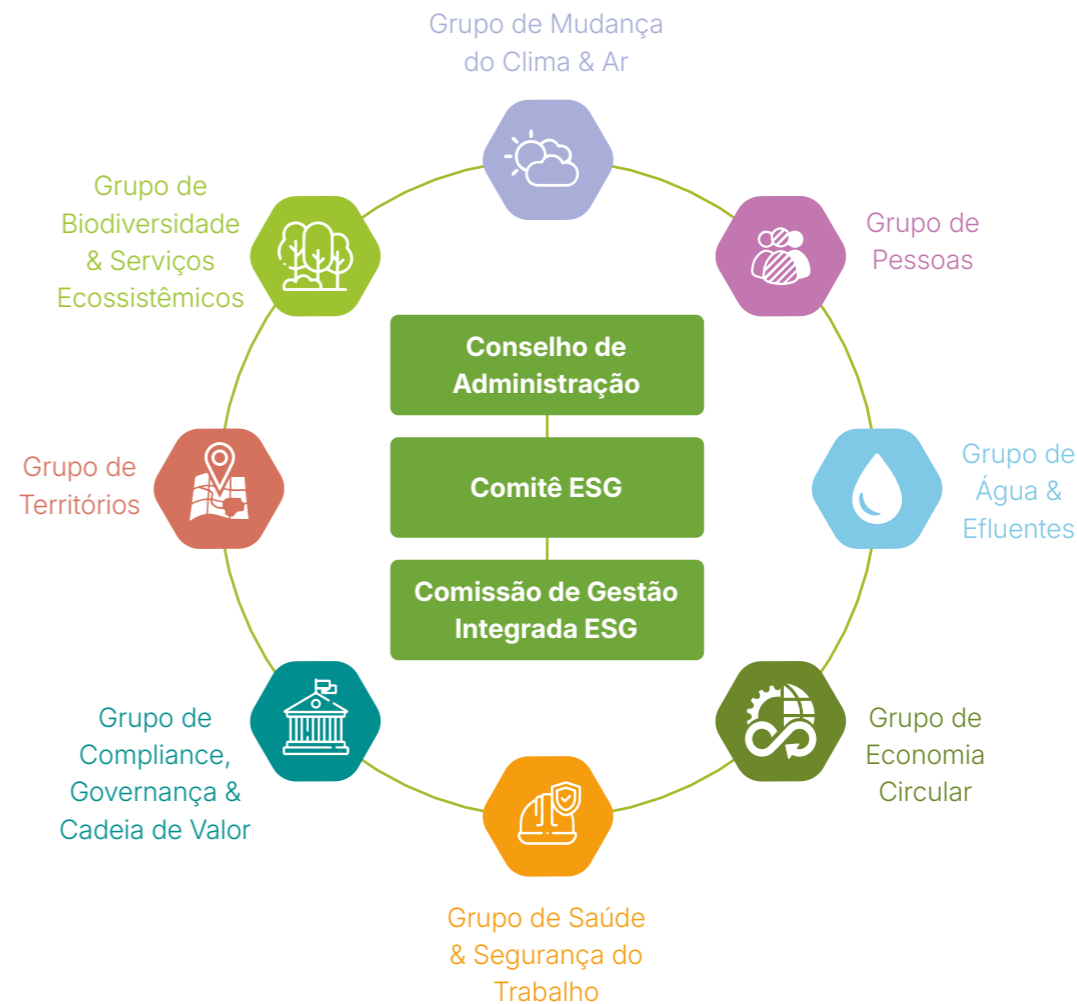 Grupo de Mudança
do Clima & Ar
Grupo de
Biodiversidade
& Serviços
Ecossistêmicos
Grupo de
Pessoas
Conselho de
Administração
Grupo de
Territórios
Comitê ESG
Grupo de
Água &
Efluentes
Comissão de Gestão
Integrada ESG
Grupo de
Compliance,
Governança &
Cadeia de Valor
Grupo de
Economia
Circular
Grupo de Saúde
& Segurança do
Trabalho